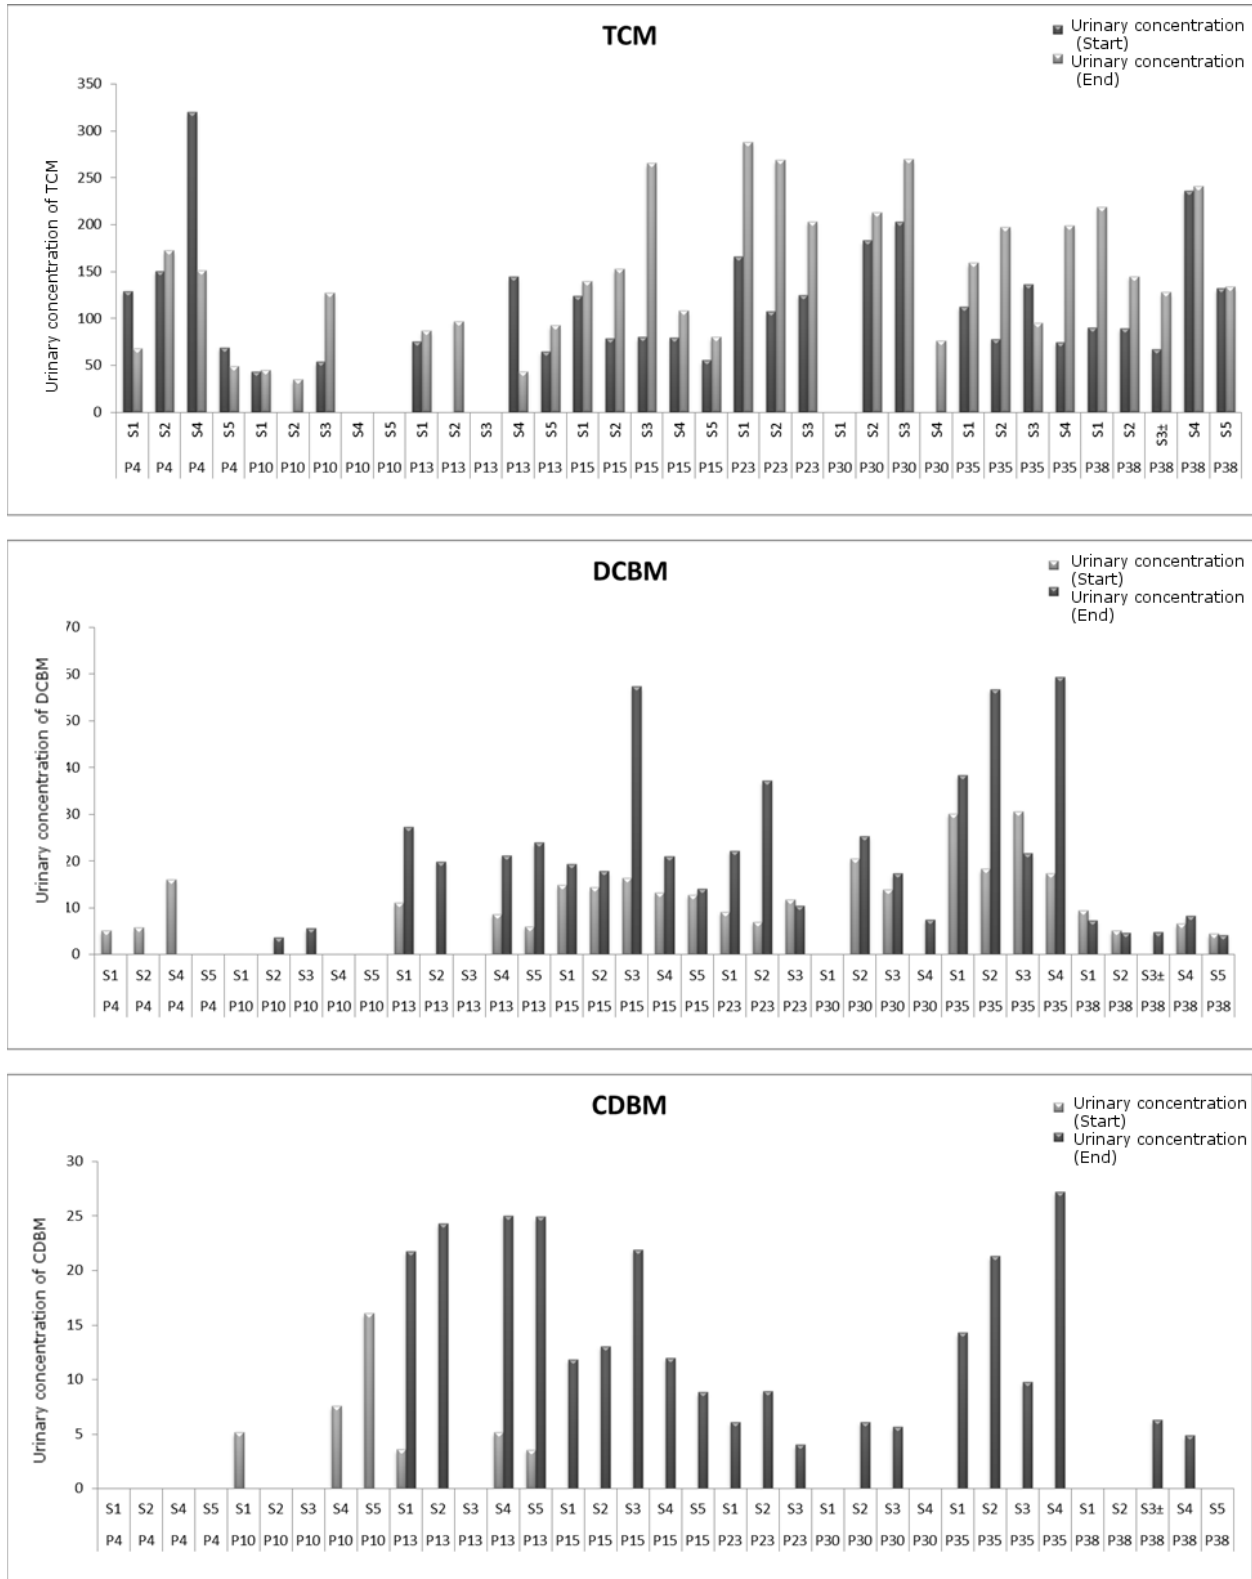 TCM
Urinary concentration
(Start)
Urinary concentration
(End)
Urinary concentration of TCM
350
300
250
200
150
100
50
0
S1 S2 S4 S5 S1 S2 S3 S4 S5 S1 S2 S3 S4 S5 S1 S2 S3 S4 S5 S1 S2 S3 S1 S2 S3 S4 S1 S2 S3 S4 S1 S2 S3± S4 S5
P4 P4 P4 P4 P10 P10 P10 P10 P10 P13 P13 P13 P13 P13 P15 P15 P15 P15 P15 P23 P23 P23 P30 P30 P30 P30 P35 P35 P35 P35 P38 P38 P38 P38 P38
DCBM
Urinary concentration
(Start)
Urinary concentration
(End)
Urinary concentration of DCBM
70
60
50
40
30
20
10
0
S1 S2 S4 S5 S1 S2 S3 S4 S5 S1 S2 S3 S4 S5 S1 S2 S3 S4 S5 S1 S2 S3 S1 S2 S3 S4 S1 S2 S3 S4 S1 S2 S3± S4 S5
P4 P4 P4 P4 P10 P10 P10 P10 P10 P13 P13 P13 P13 P13 P15 P15 P15 P15 P15 P23 P23 P23 P30 P30 P30 P30 P35 P35 P35 P35 P38 P38 P38 P38 P38
CDBM
Urinary concentration
(Start)
Urinary concentration
(End)
Urinary concentration of CDBM
30
25
20
15
10
5
0
S1 S2 S4 S5 S1 S2 S3 S4 S5 S1 S2 S3 S4 S5 S1 S2 S3 S4 S5 S1 S2 S3 S1 S2 S3 S4 S1 S2 S3 S4 S1 S2 S3± S4 S5
P4 P4 P4 P4 P10 P10 P10 P10 P10 P13 P13 P13 P13 P13 P15 P15 P15 P15 P15 P23 P23 P23 P30 P30 P30 P30 P35 P35 P35 P35 P38 P38 P38 P38 P38